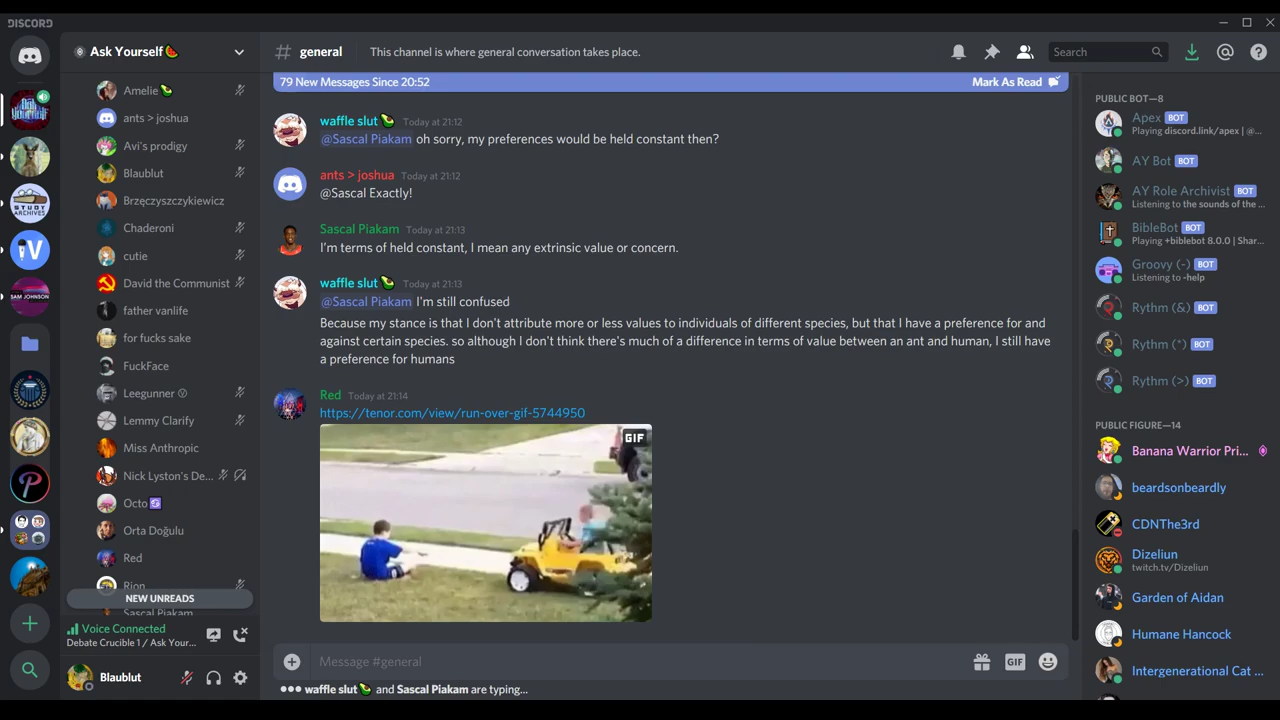 DISCORD
Ask Yourself🍉
# general
This channel is where general conversation takes place.
Search
Amelie 🥑
ants > joshua
Avi's prodigy
Blaublut
Brzęczyszczykiewicz
Chaderoni
cutie
David the Communist
father vanlife
for fucks sake
FuckFace
Leegunner Ⓥ
Lemmy Clarify
Miss Anthropic
Nick Lyston's De...
Octo
Orta Doğulu
Red
Rion
NEW UNREADS
Sascal Piakam
Voice Connected
Debate Crucible 1 / Ask Your...
Blaublut
79 New Messages Since 20:52
Mark As Read
waffle slut🥑 Today at 21:12
@Sascal Piakam oh sorry, my preferences would be held constant then?
ants > joshua Today at 21:12
@Sascal Exactly!
Sascal Piakam Today at 21:13
I'm terms of held constant, I mean any extrinsic value or concern.
waffle slut🥑 Today at 21:13
@Sascal Piakam I'm still confused
Because my stance is that I don't attribute more or less values to individuals of different species, but that I have a preference for and
against certain species. so although I don't think there's much of a difference in terms of value between an ant and human, I still have
a preference for humans
Red Today at 21:14
https://tenor.com/view/run-over-gif-5744950
GIF
Message #general
GIF
waffle slut🥑 and Sascal Piakam are typing...
PUBLIC BOT—8
Apex BOT
Playing discord.link/apex | @...
AY Bot BOT
AY Role Archivist BOT
Listening to the sounds of the ...
BibleBot BOT
Playing +biblebot 8.0.0 | Shar...
Groovy (-) BOT
Listening to -help
Rythm (&) BOT
Rythm (*) BOT
Rythm (>) BOT
PUBLIC FIGURE—14
Banana Warrior Pri...
beardsonbeardly
CDNThe3rd
Dizeliun
twitch.tv/Dizeliun
Garden of Aidan
Humane Hancock
Intergenerational Cat ...
STUDY
ARCHIVES
V
SAM JOHNSON